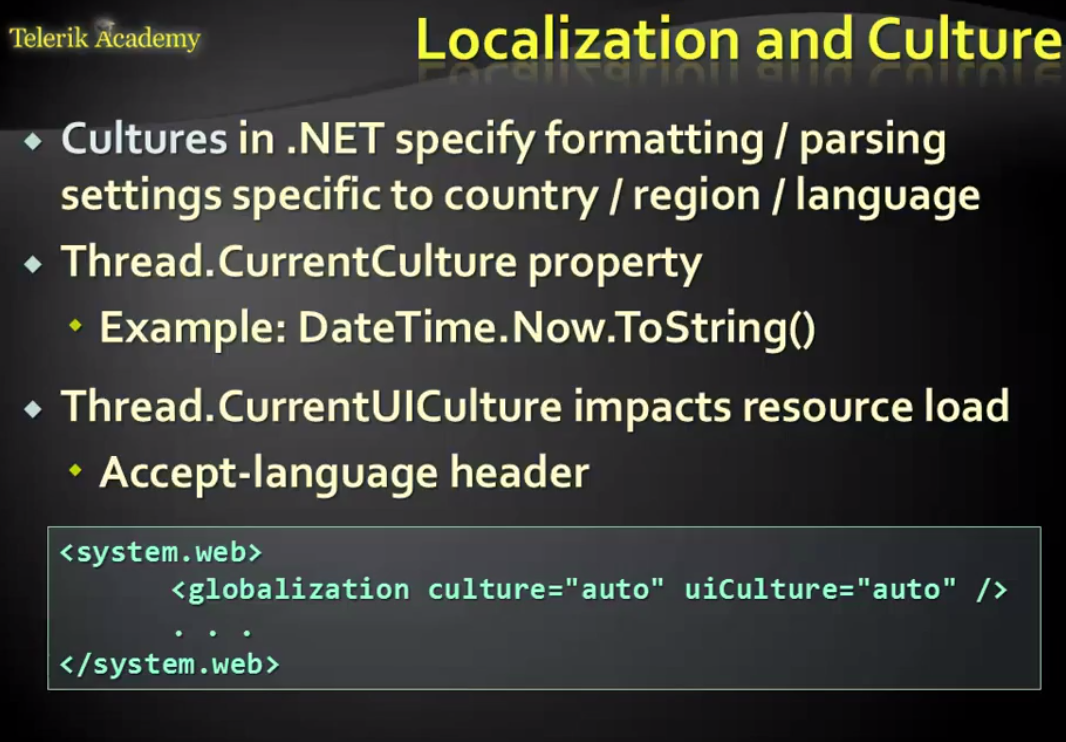 Telerik Academy
Localization and Culture
Cultures in .NET specify formatting / parsing
settings specific to country / region / language
Thread.CurrentCulture property
Example: DateTime.Now.ToString()
Thread.CurrentUICulture impacts resource load
Accept-language header
<system.web>
<globalization culture="auto" uiCulture="auto" />
. . .
</system.web>